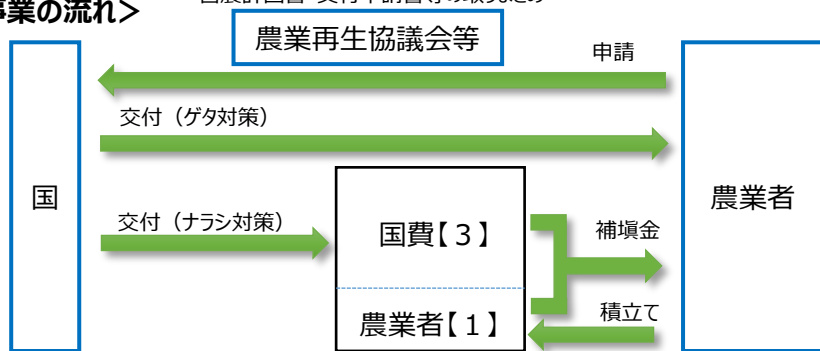 事業の流れ>
農業再生協議会等
申請
交付（ゲタ対策）
国
農業者
交付（ナラシ対策）
国費【３】
補塡金
農業者【１】
積立て